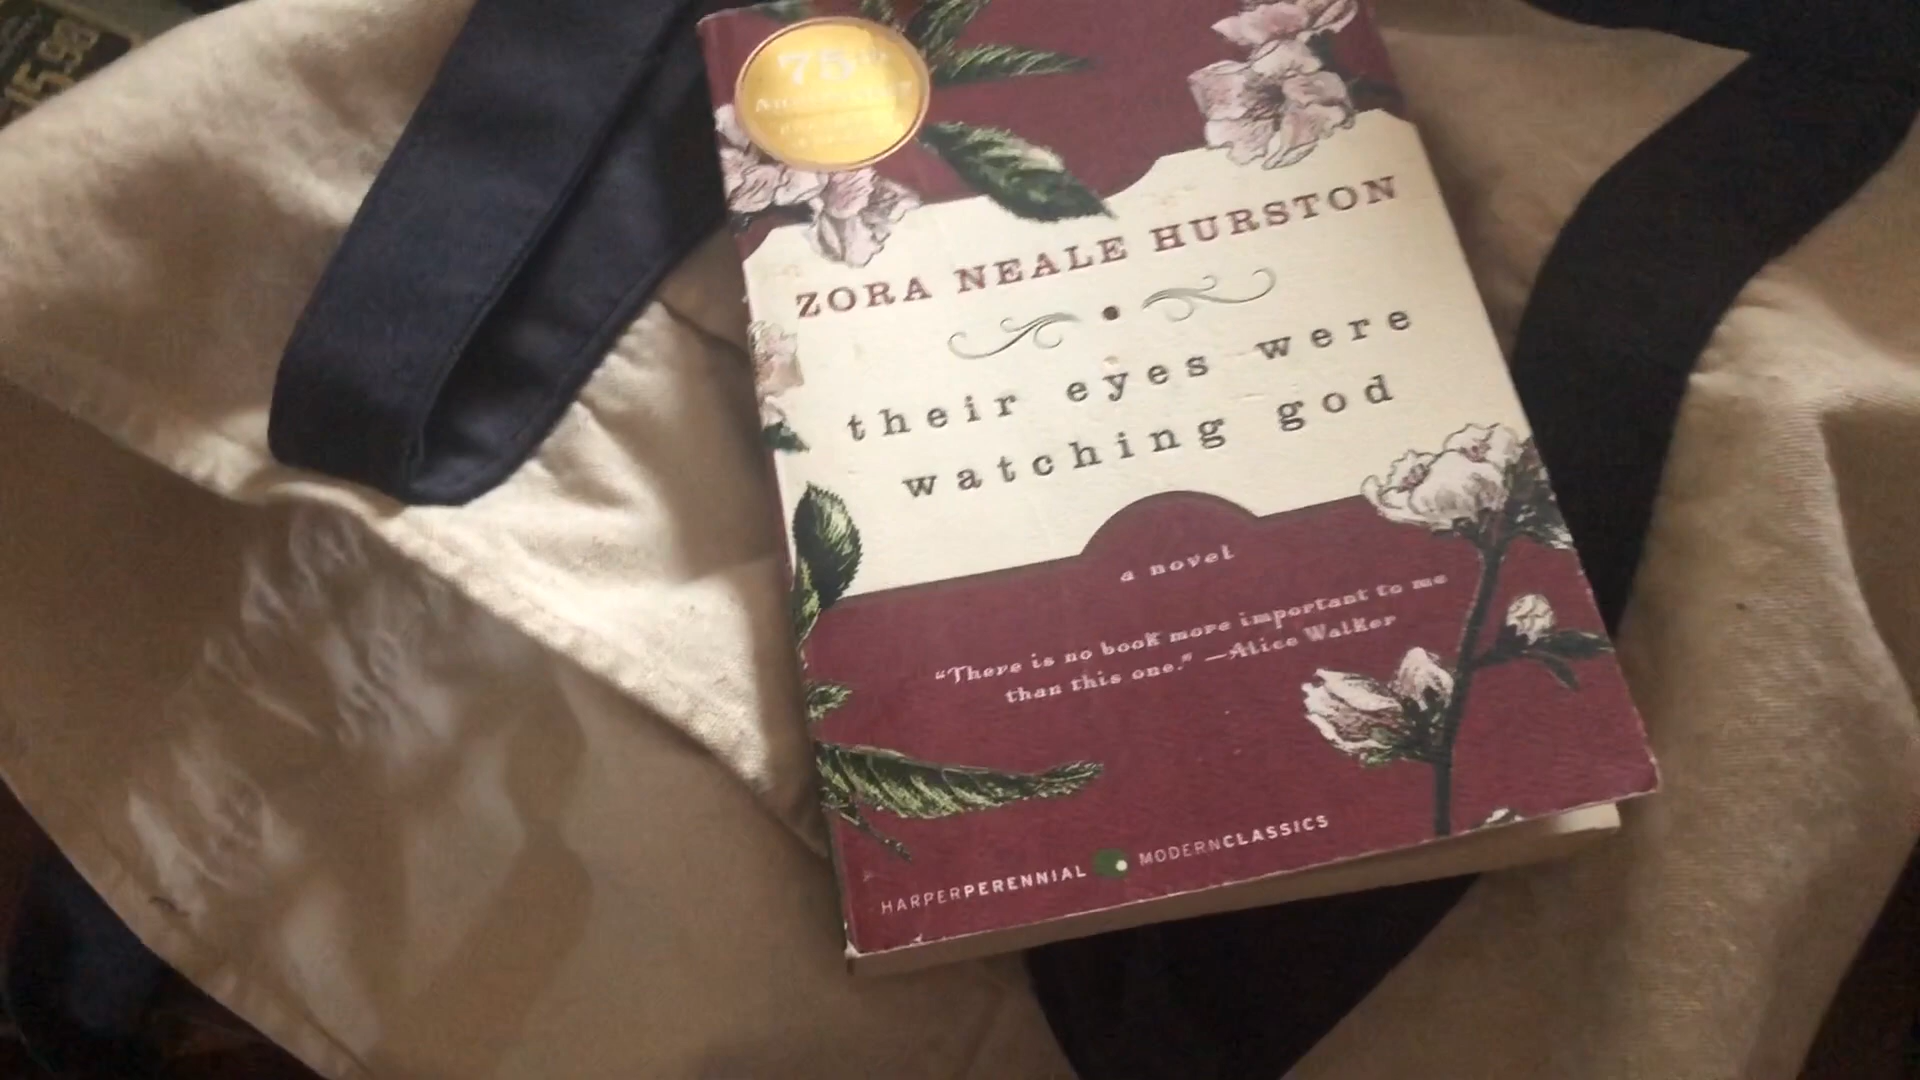 75th
Anniversary
ZORA NEALE HURSTON
their eyes were
watching god
a novel
“There is no book more important to me
than this one.” —Alice Walker
HARPERPERENNIAL MODERNCLASSICS